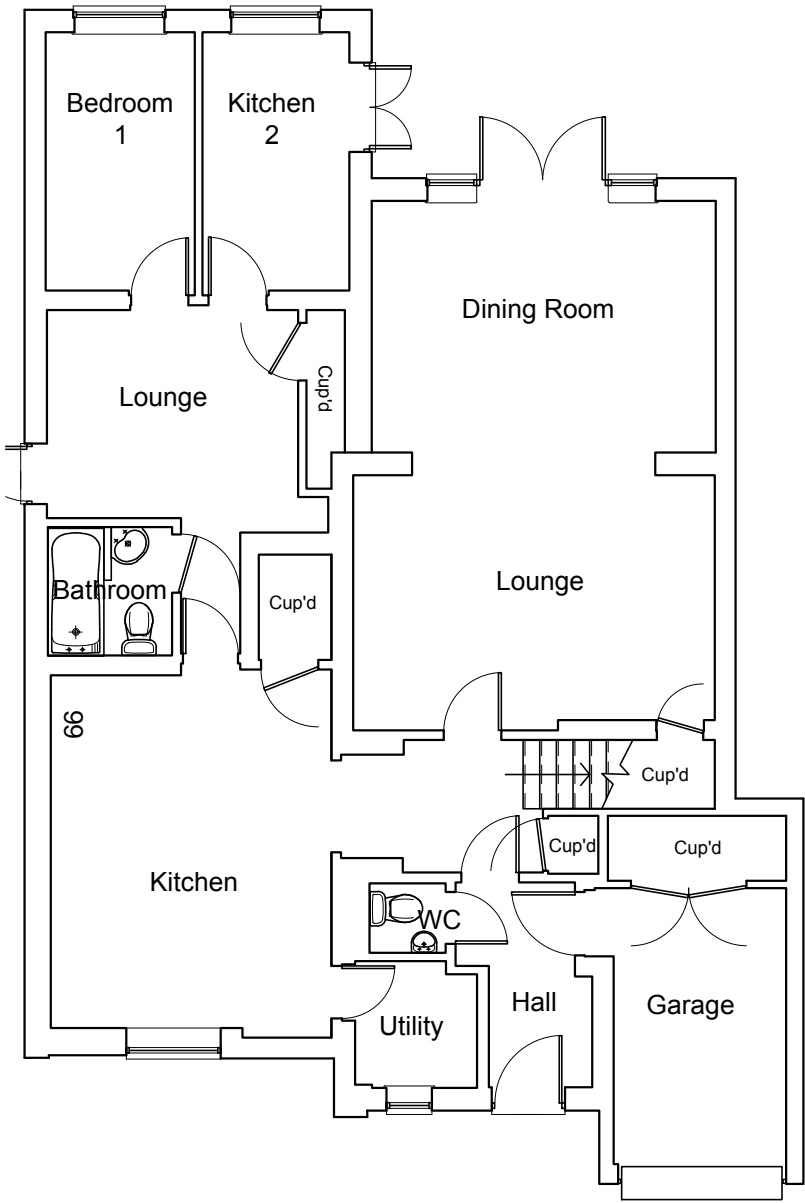 Bedroom
1
Kitchen
2
Dining Room
Lounge
Cup'd
Lounge
Bathroom
Cup'd
66
Cup'd
Cup'd
Cup'd
Kitchen
WC
Hall
Garage
Utility